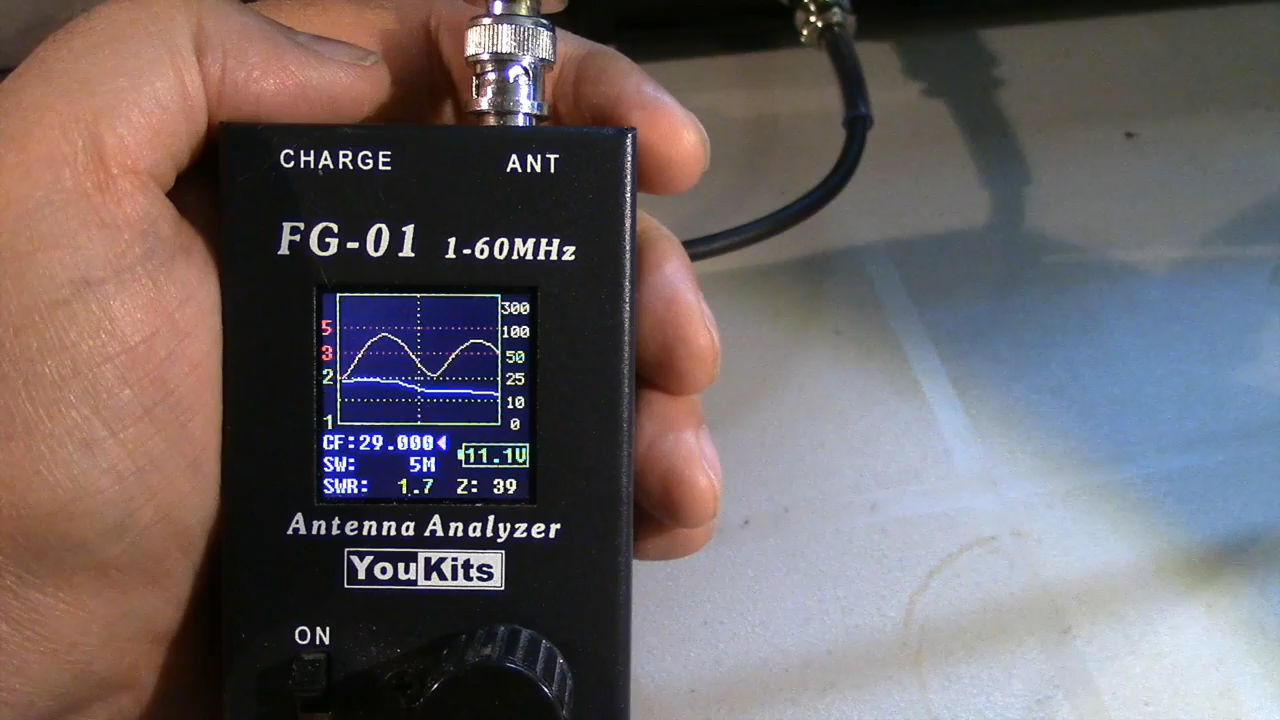 CHARGE ANT
FG-01 1-60MHz
300
5 100
3 50
2 25
10
1 0
CF:29.000
SW: 5M 11.1V
SWR: 1.7 Z: 39
Antenna Analyzer
YouKits
ON